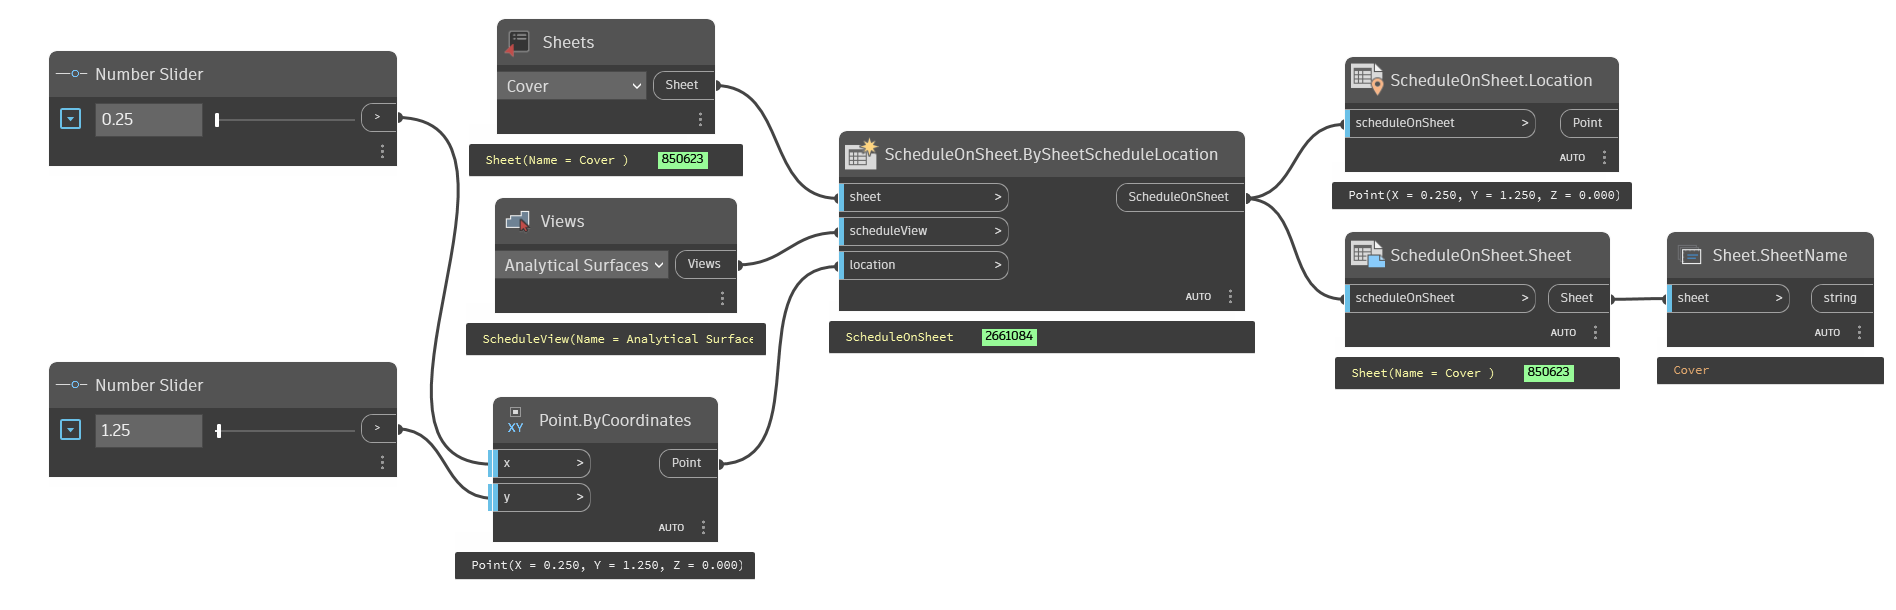 Number Slider
0.25
>
Number Slider
1.25
>
Sheets
Cover
Sheet
Sheet(Name = Cover )
850623
Views
Analytical Surfaces
Views
ScheduleView(Name = Analytical Surface
XY
Point.ByCoordinates
x >
Point
y >
AUTO
Point(X = 0.250, Y = 1.250, Z = 0.000)
ScheduleOnSheet.BySheetScheduleLocation
sheet >
ScheduleOnSheet
scheduleView >
location >
AUTO
ScheduleOnSheet
2661084
ScheduleOnSheet.Location
scheduleOnSheet >
Point
AUTO
Point(X = 0.250, Y = 1.250, Z = 0.000)
ScheduleOnSheet.Sheet
scheduleOnSheet >
Sheet
AUTO
Sheet(Name = Cover )
850623
Sheet.SheetName
sheet >
string
AUTO
Cover